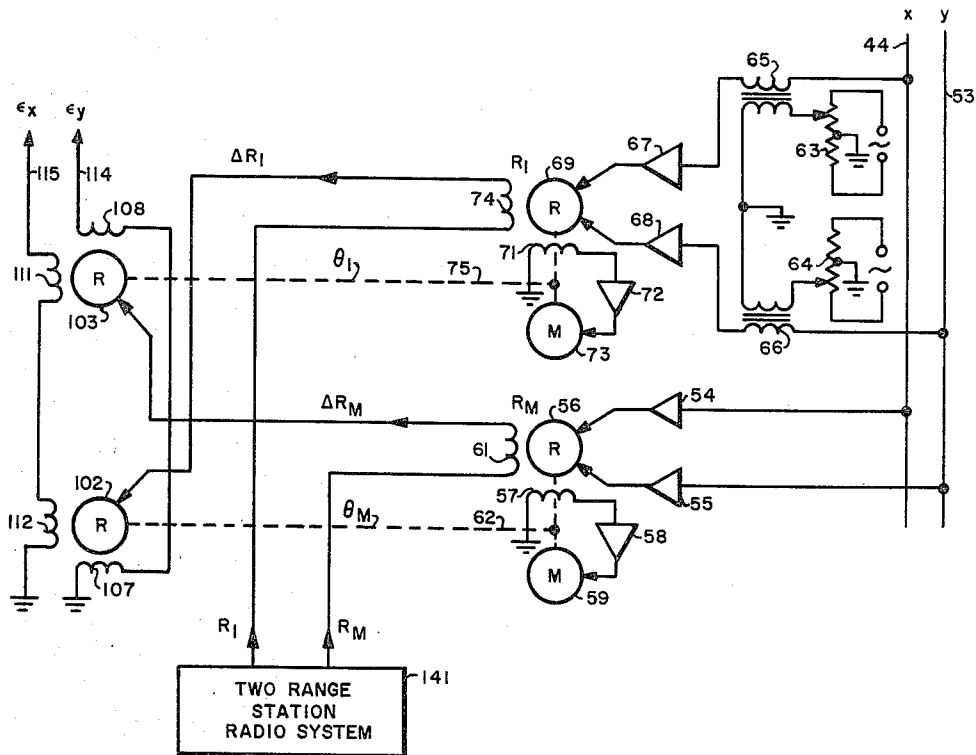 x y
44
65
53
63
εx εy
115 114
ΔR1
R1 69
67
R
74
68
108
71
64
111
R
θ1
75
72
103
M
73
66
ΔRM
RM 56
54
R
61
102
57
55
112
R
θM
62
58
107
M
59
R1 RM
141
TWO RANGE
STATION
RADIO SYSTEM